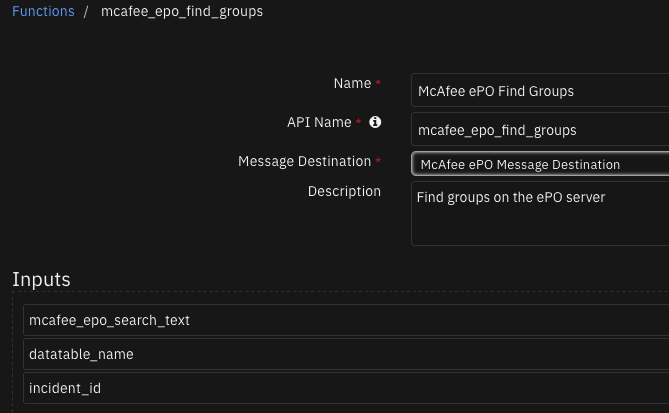 Functions / mcafee_epo_find_groups
Name * McAfee ePO Find Groups
API Name * mcafee_epo_find_groups
Message Destination * McAfee ePO Message Destination
Description Find groups on the ePO server
Inputs
mcafee_epo_search_text
datatable_name
incident_id